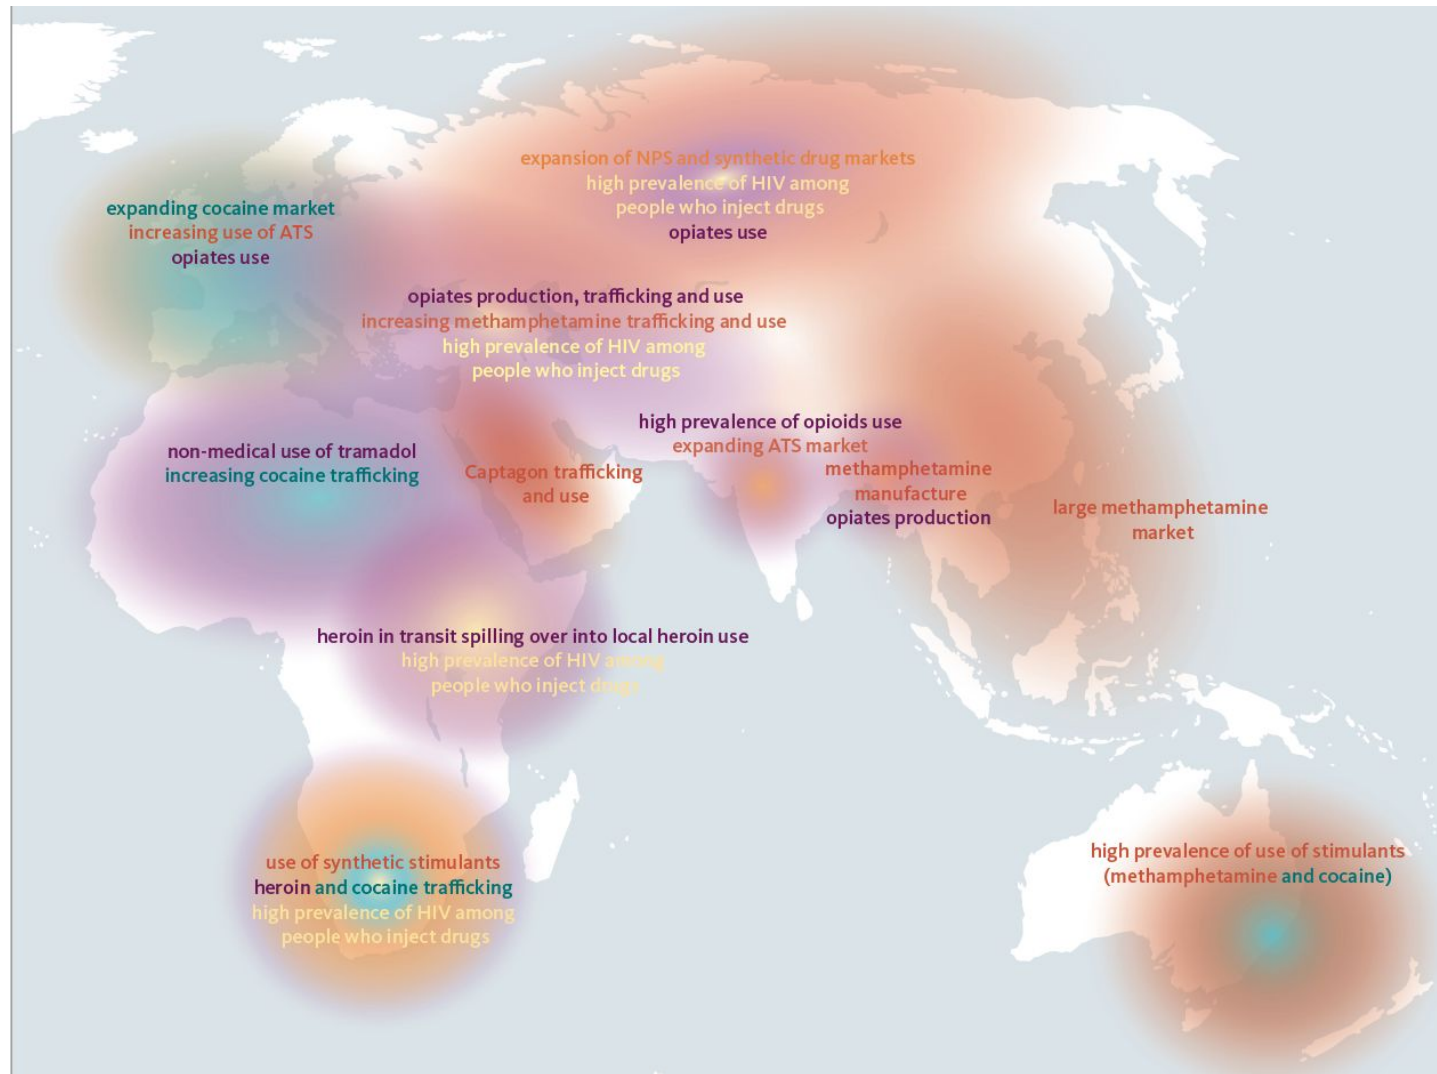 expansion of NPS and synthetic drug markets
high prevalence of HIV among
people who inject drugs
opiates use
expanding cocaine market
increasing use of ATS
opiates use
opiates production, trafficking and use
increasing methamphetamine trafficking and use
high prevalence of HIV among
people who inject drugs
high prevalence of opioids use
expanding ATS market
non-medical use of tramadol
increasing cocaine trafficking
Captagon trafficking
and use
methamphetamine
manufacture
opiates production
large methamphetamine
market
heroin in transit spilling over into local heroin use
high prevalence of HIV among
people who inject drugs
use of synthetic stimulants
heroin and cocaine trafficking
high prevalence of HIV among
people who inject drugs
high prevalence of use of stimulants
(methamphetamine and cocaine)